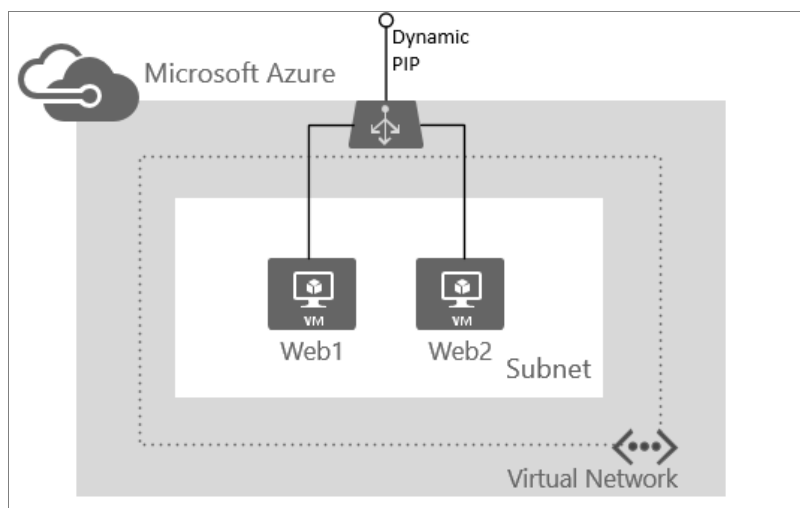 Dynamic
PIP
Microsoft Azure
VM
VM
Web1
Web2
Subnet
Virtual Network